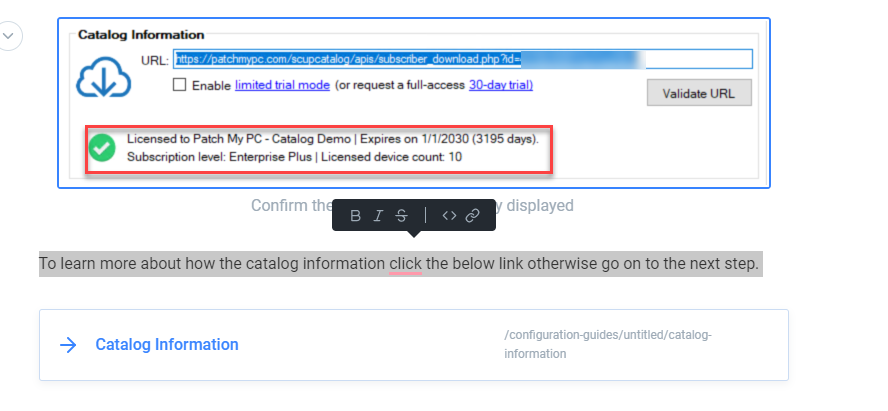 Catalog Information
URL: https://patchmypc.com/scupcatalog/apis/subscriber_download.php?id=
Enable limited trial mode (or request a full-access 30-day trial)
Validate URL
Licensed to Patch My PC - Catalog Demo | Expires on 1/1/2030 (3195 days).
Subscription level: Enterprise Plus | Licensed device count: 10
Confirm the displayed
B I S <>
To learn more about how the catalog information click the below link otherwise go on to the next step.
Catalog Information
/configuration-guides/untitled/catalog-
information